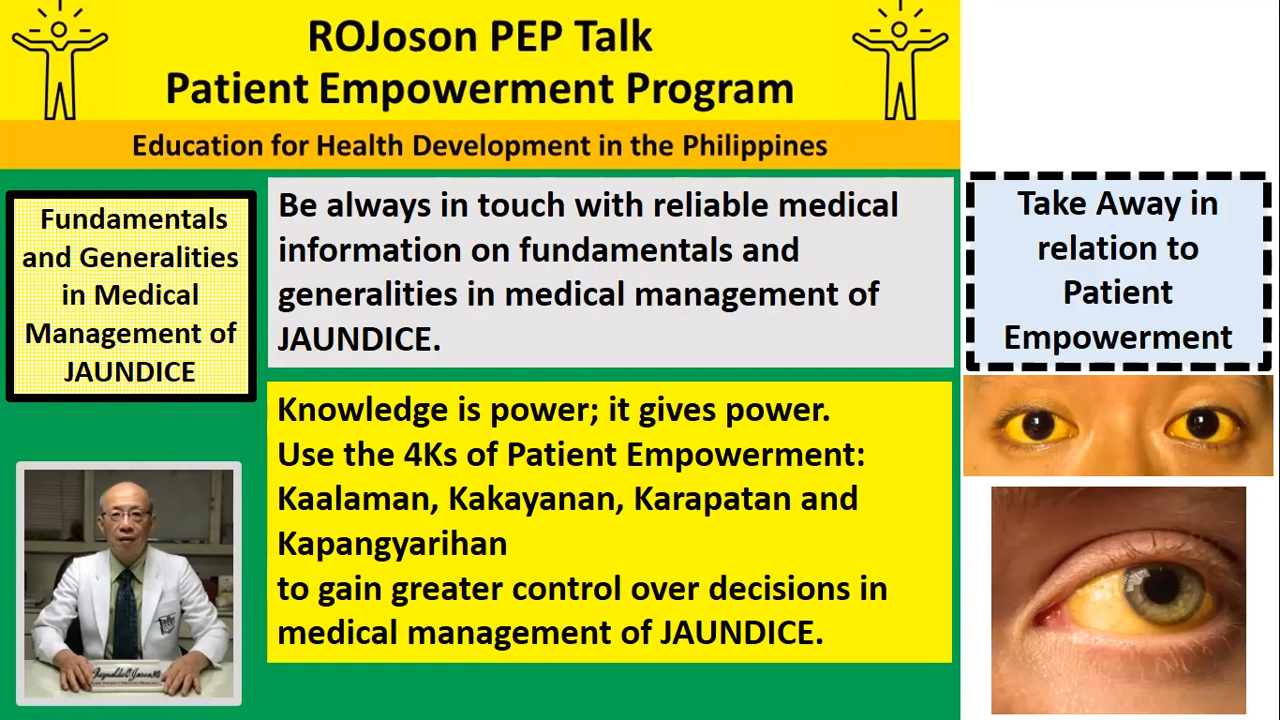 ROJoson PEP Talk
Patient Empowerment Program
Education for Health Development in the Philippines
Fundamentals
and Generalities
in Medical
Management of
JAUNDICE
Be always in touch with reliable medical
information on fundamentals and
generalities in medical management of
JAUNDICE.
Knowledge is power; it gives power.
Use the 4Ks of Patient Empowerment:
Kaalaman, Kakayanan, Karapatan and
Kapangyarihan
to gain greater control over decisions in
medical management of JAUNDICE.
Take Away in
relation to
Patient
Empowerment
Reynaldo O. Joson, MD